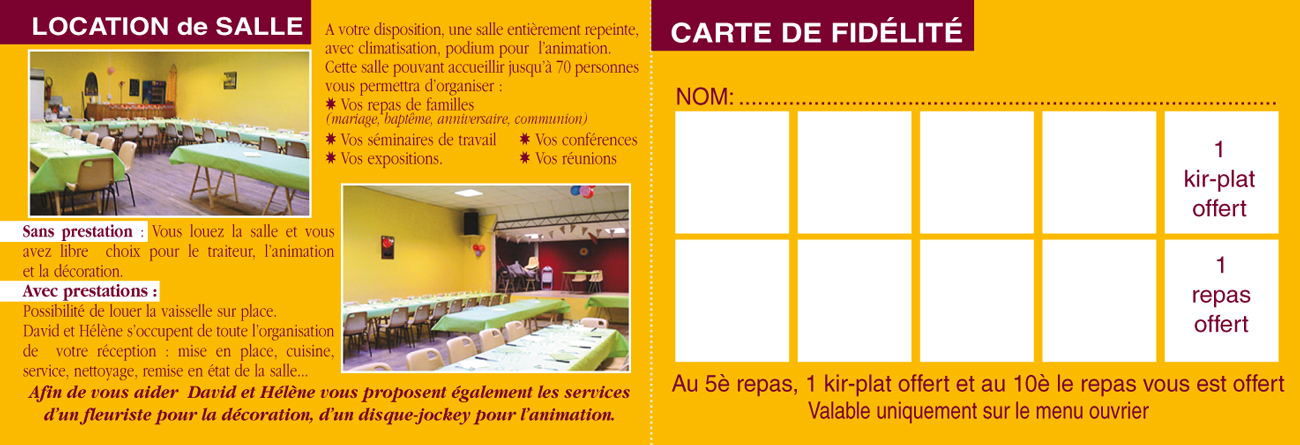 LOCATION de SALLE
A votre disposition, une salle entièrement repeinte,
avec climatisation, podium pour l'animation.
Cette salle pouvant accueillir jusqu'à 70 personnes
vous permettra d'organiser :
✷ Vos repas de familles
(mariage, baptême, anniversaire, communion)
✷ Vos séminaires de travail ✷ Vos conférences
✷ Vos expositions. ✷ Vos réunions
Sans prestation : Vous louez la salle et vous
avez libre choix pour le traiteur, l'animation
et la décoration.
Avec prestations :
Possibilité de louer la vaisselle sur place.
David et Hélène s'occupent de toute l'organisation
de votre réception : mise en place, cuisine,
service, nettoyage, remise en état de la salle...
Afin de vous aider David et Hélène vous proposent également les services
d'un fleuriste pour la décoration, d'un disque-jockey pour l'animation.
CARTE DE FIDÉLITÉ
NOM: ......................................................................................
1
kir-plat
offert
1
repas
offert
Au 5è repas, 1 kir-plat offert et au 10è le repas vous est offert
Valable uniquement sur le menu ouvrier